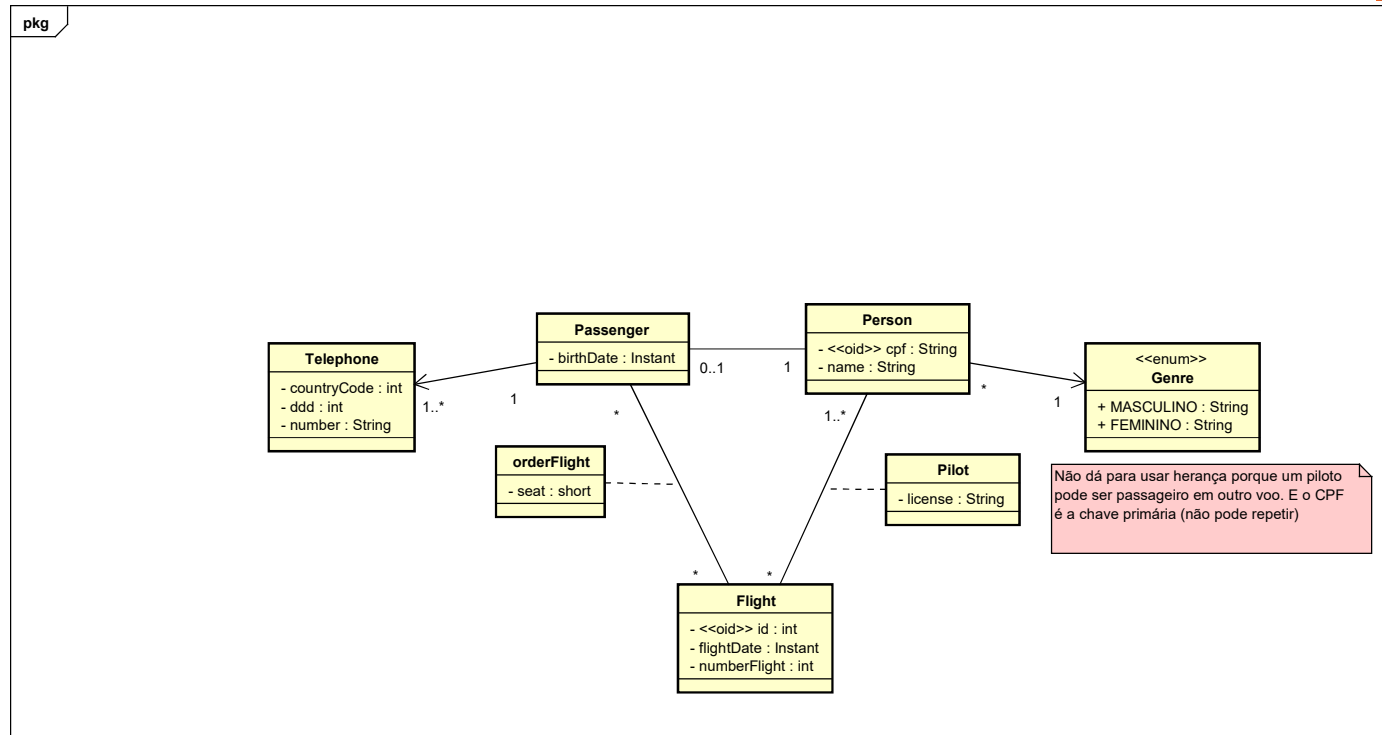 pkg
Passenger
- birthDate : Instant
Person
- <<oid>> cpf : String
- name : String
Telephone
- countryCode : int
- ddd : int
- number : String
<<enum>>
Genre
+ MASCULINO : String
+ FEMININO : String
0..1
1
1
1..*
*
1
*
1..*
orderFlight
- seat : short
Pilot
- license : String
Não dá para usar herança porque um piloto
pode ser passageiro em outro voo. E o CPF
é a chave primária (não pode repetir)
*
*
Flight
- <<oid>> id : int
- flightDate : Instant
- numberFlight : int